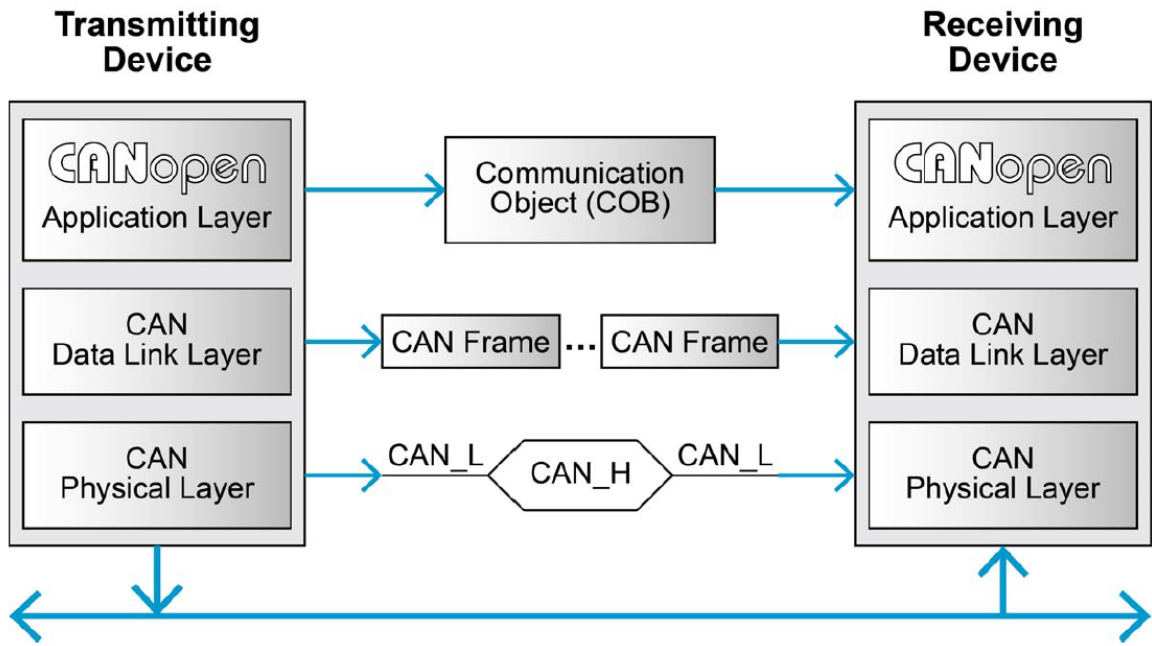 Transmitting
Device
Receiving
Device
CANopen
Application Layer
Communication
Object (COB)
CANopen
Application Layer
CAN
Data Link Layer
CAN Frame ... CAN Frame
CAN
Data Link Layer
CAN
Physical Layer
CAN_L
CAN_H
CAN_L
CAN
Physical Layer